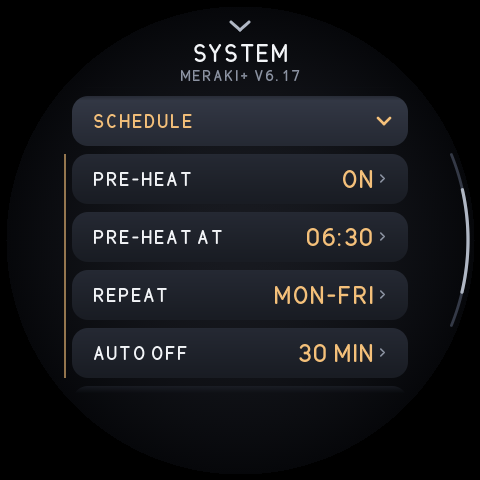 SYSTEM
MERAKI+ V6.17
SCHEDULE
PRE-HEAT ON
PRE-HEAT AT 06:30
REPEAT MON-FRI
AUTO OFF 30 MIN